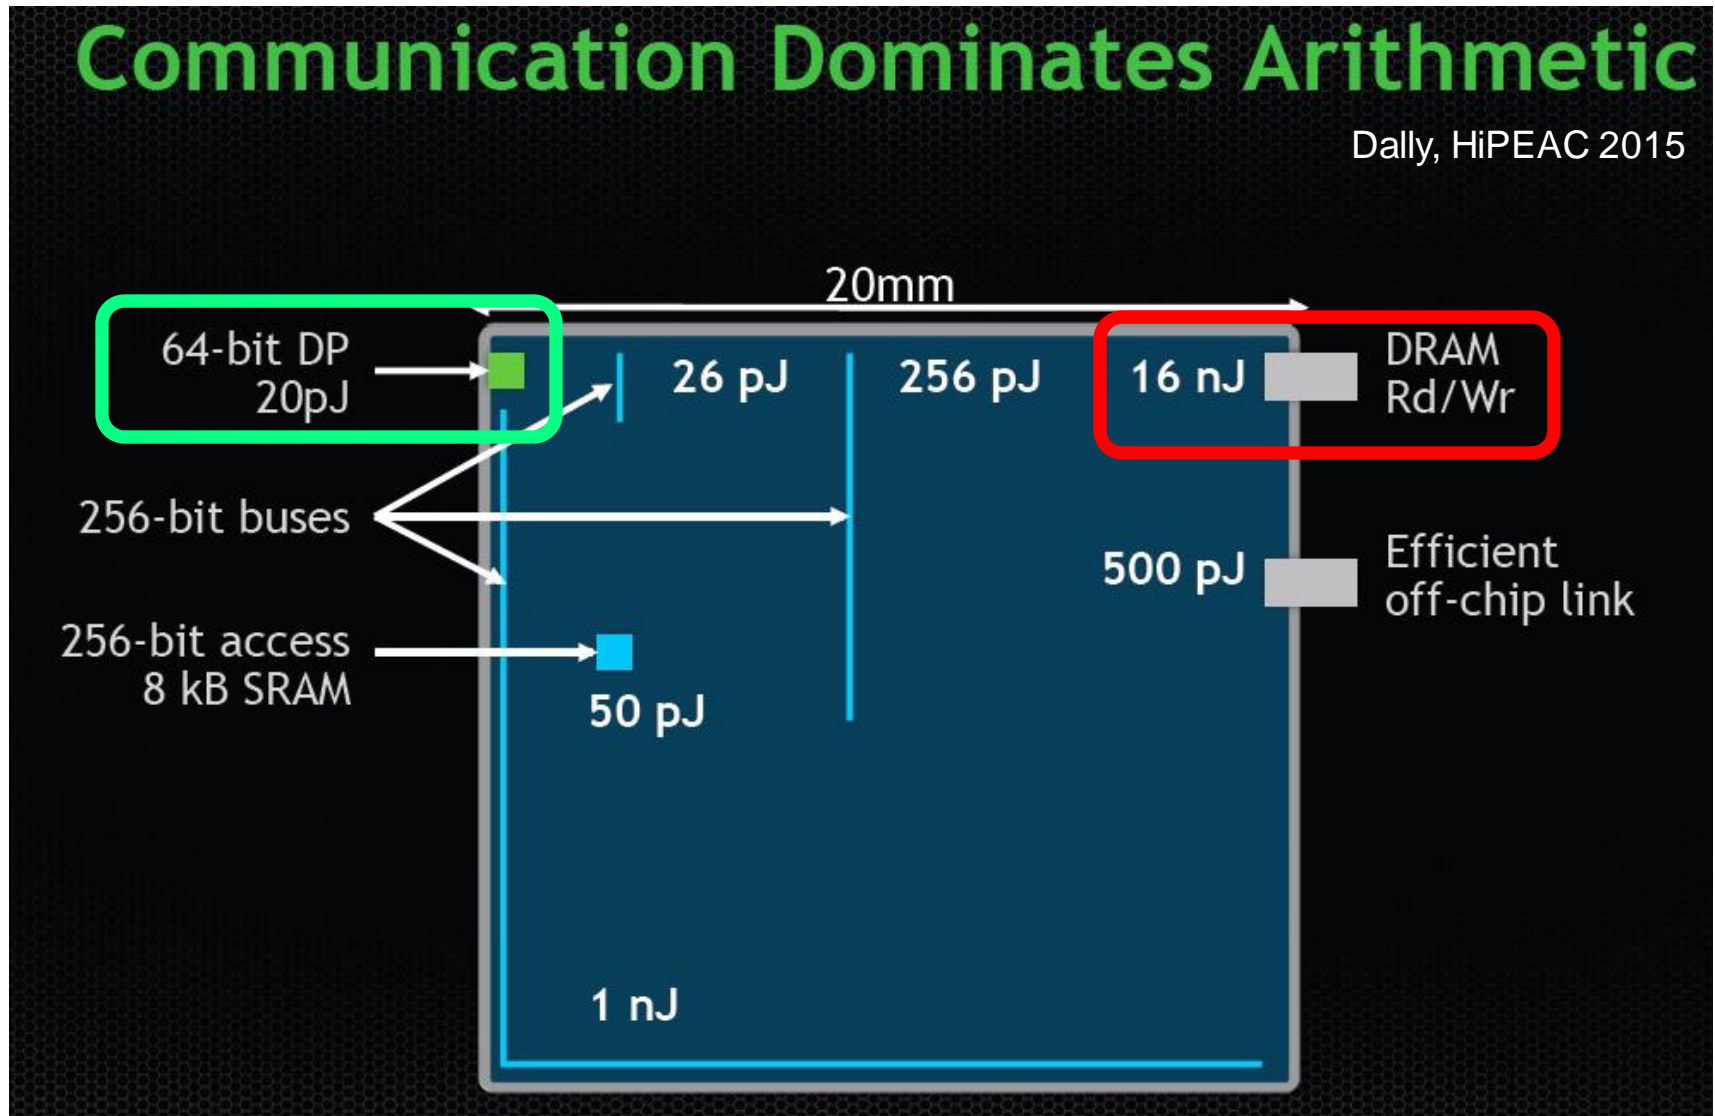 Communication Dominates Arithmetic
Dally, HiPEAC 2015
20mm
64-bit DP
20pJ
26 pJ
256 pJ
16 nJ
DRAM
Rd/Wr
256-bit buses
500 pJ
Efficient
off-chip link
256-bit access
8 kB SRAM
50 pJ
1 nJ